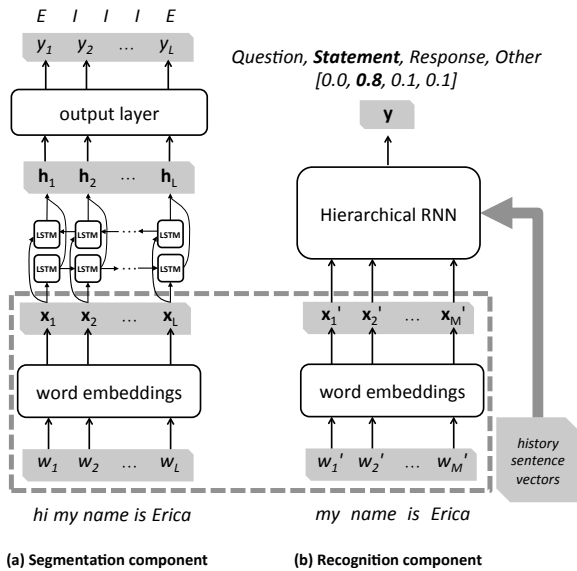 E I I I E
y1 y2 ... yL
output layer
h1 h2 ... hL
LSTM LSTM LSTM
LSTM LSTM LSTM
x1 x2 ... xL
word embeddings
w1 w2 ... wL
hi my name is Erica
(a) Segmentation component
Question, Statement, Response, Other
[0.0, 0.8, 0.1, 0.1]
y
Hierarchical RNN
x1' x2' ... xM'
word embeddings
w1' w2' ... wM'
my name is Erica
(b) Recognition component
history
sentence
vectors